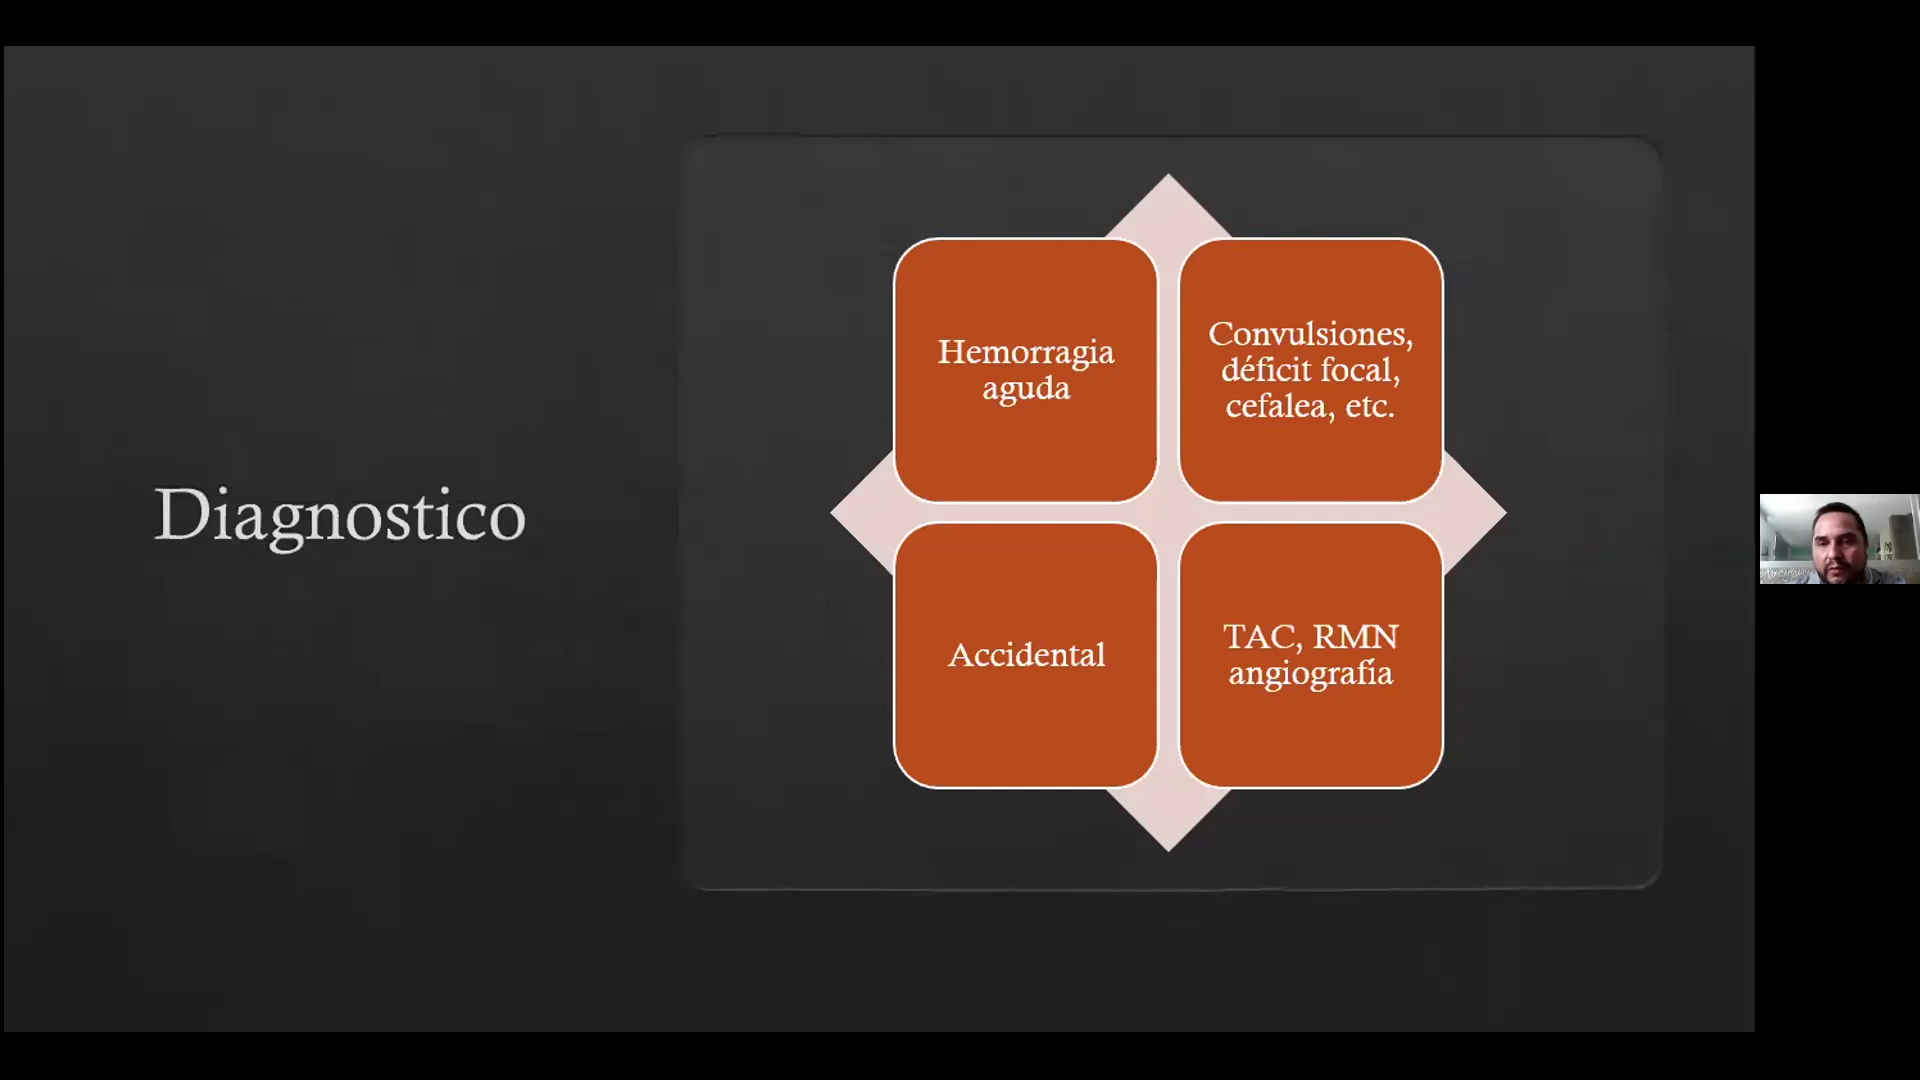 Diagnostico
Hemorragia
aguda
Convulsiones,
déficit focal,
cefalea, etc.
Accidental
TAC, RMN
angiografía